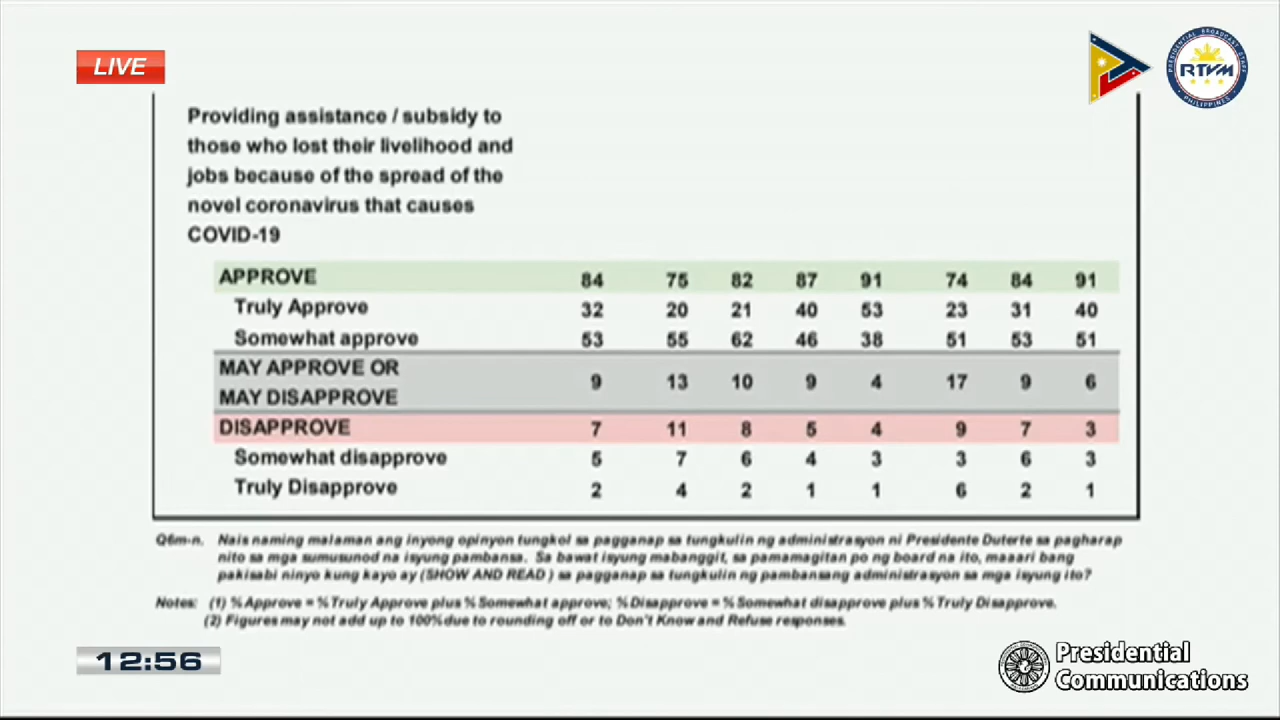 LIVE
PRESIDENTIAL BROADCAST STAFF
RTVM
PHILIPPINES
Providing assistance / subsidy to
those who lost their livelihood and
jobs because of the spread of the
novel coronavirus that causes
COVID-19
APPROVE 84 75 82 87 91 74 84 91
Truly Approve 32 20 21 40 53 23 31 40
Somewhat approve 53 55 62 46 38 51 53 51
MAY APPROVE OR
MAY DISAPPROVE 9 13 10 9 4 17 9 6
DISAPPROVE 7 11 8 5 4 9 7 3
Somewhat disapprove 5 7 6 4 3 3 6 3
Truly Disapprove 2 4 2 1 1 6 2 1
Q6m-n. Nais naming malaman ang inyong opinyon tungkol sa pagganap sa tungkulin ng administrasyon ni Presidente Duterte sa pagharap
nito sa mga sumusunod na isyung pambansa. Sa bawat isyung mabanggit, sa pamamagitan po ng board na ito, maaari bang
pakisabi ninyo kung kayo ay (SHOW AND READ ) sa pagganap sa tungkulin ng pambansang administrasyon sa mga isyung ito?
Notes: (1) % Approve = % Truly Approve plus % Somewhat approve; % Disapprove = % Somewhat disapprove plus % Truly Disapprove.
(2) Figures may not add up to 100% due to rounding off or to Don't Know and Refuse responses.
12:56
Presidential
Communications